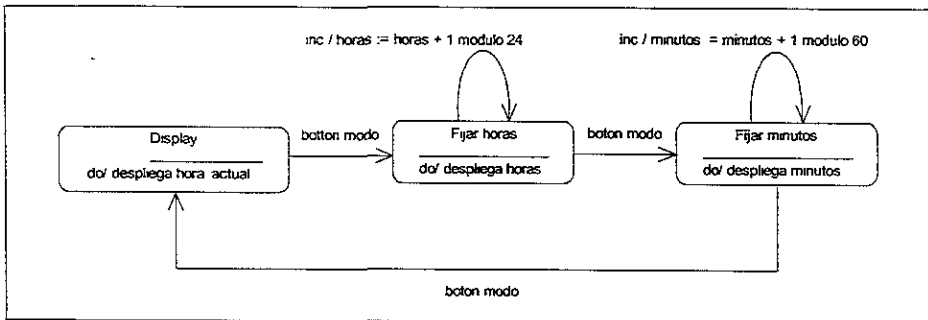 inc / horas := horas + 1 modulo 24
inc / minutos = minutos + 1 modulo 60
Display
do/ despliega hora actual
botton modo
Fijar horas
do/ despliega horas
boton modo
Fijar minutos
do/ despliega minutos
boton modo